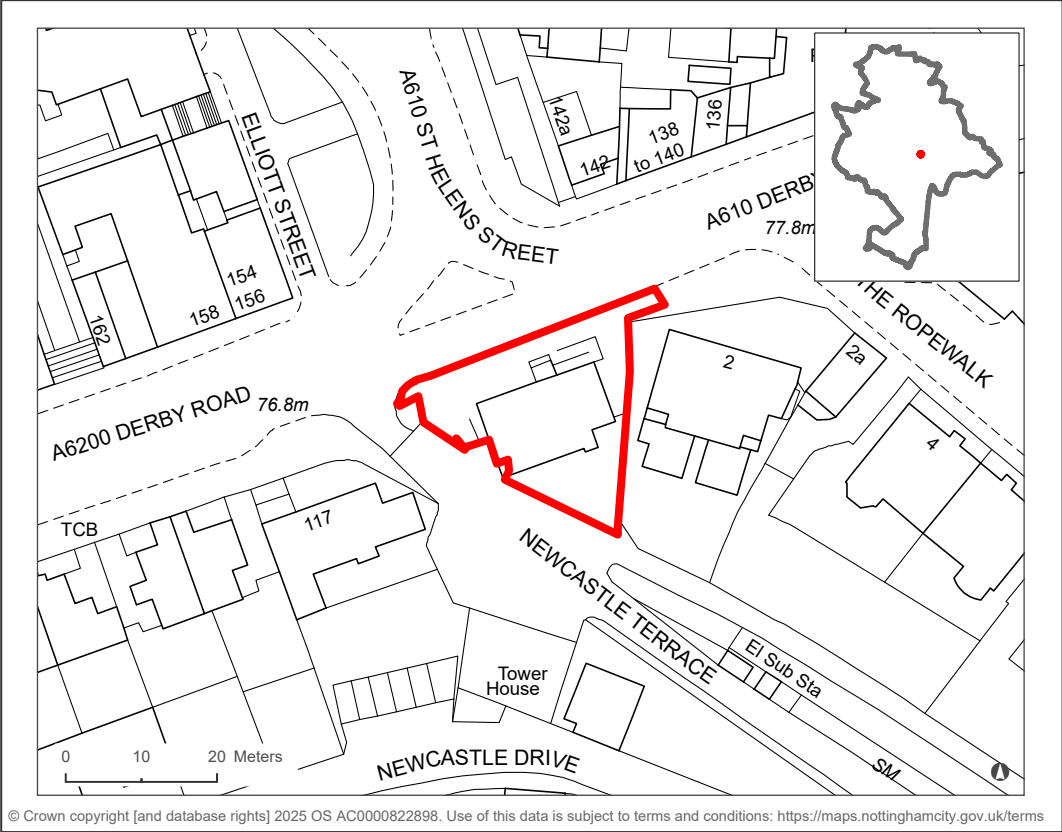 A610 ST HELENS STREET
ELLIOTT STREET
142a
142
138
to 140
136
A610 DERBY
77.8m
THE ROPEWALK
154
156
158
162
A6200 DERBY ROAD
76.8m
2
2a
4
TCB
117
NEWCASTLE TERRACE
El Sub Sta
Tower
House
SM
NEWCASTLE DRIVE
0 10 20 Meters
© Crown copyright [and database rights] 2025 OS AC0000822898. Use of this data is subject to terms and conditions: https://maps.nottinghamcity.gov.uk/terms